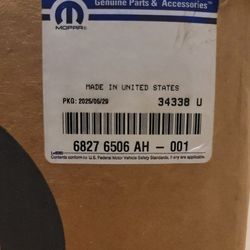 Genuine Parts & Accessories™
MOPAR®
MADE IN UNITED STATES
PKG: 2025/05/29 34338 U
6827 6506 AH – 001
Contents conform to U.S. Federal Motor Vehicle Safety Standards, if any are applicable.